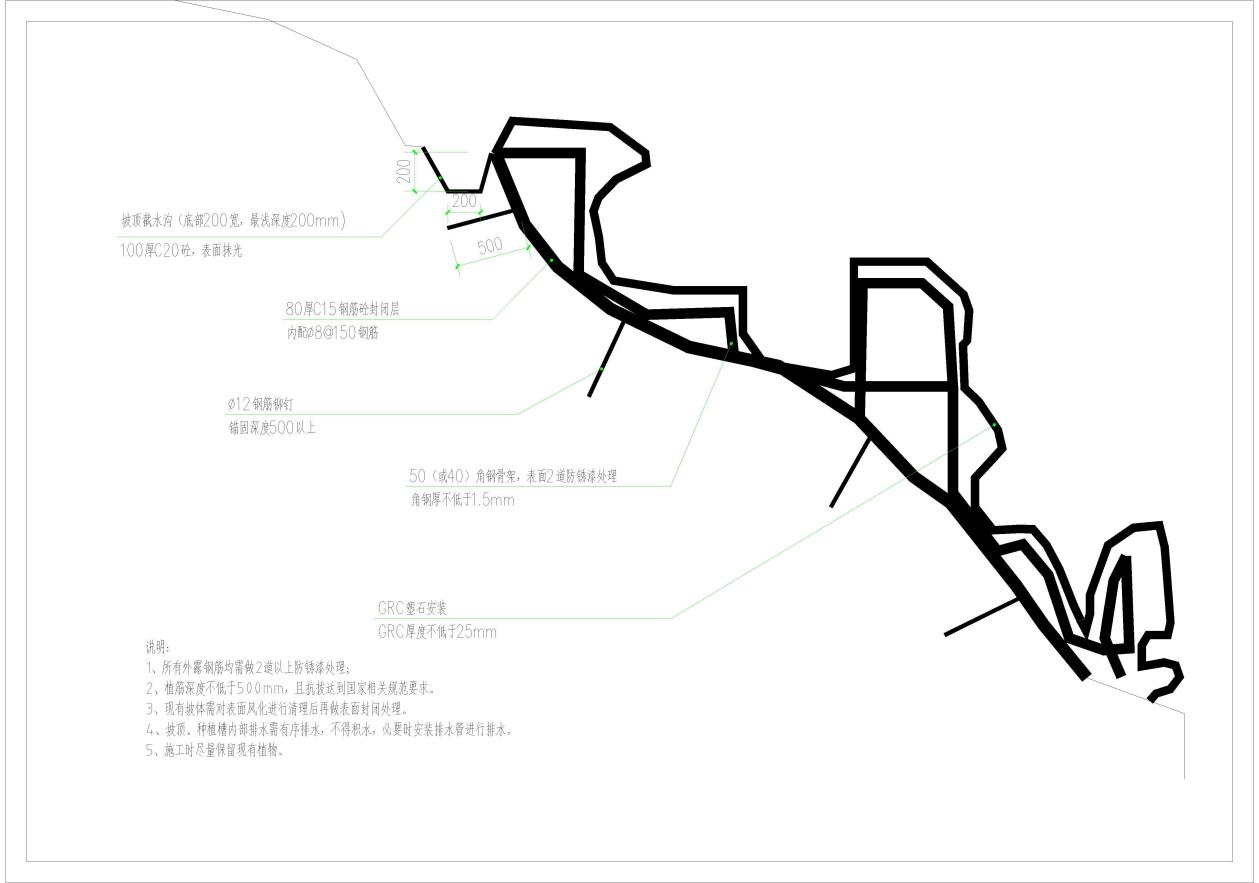 200
200
500
坡顶截水沟（底部200宽，最浅深度200mm）
100厚C20砼，表面抹光
80厚C15钢筋砼封闭层
内配ø8@150钢筋
ø12钢筋铆钉
锚固深度500以上
50（或40）角钢骨架，表面2道防锈漆处理
角钢厚不低于1.5mm
GRC塑石安装
GRC厚度不低于25mm
说明：
1、所有外露钢筋均需做2道以上防锈漆处理；
2、植筋深度不低于500mm，且抗拔达到国家相关规范要求。
3、现有坡体需对表面风化进行清理后再做表面封闭处理。
4、坡顶、种植槽内部排水需有序排水，不得积水，必要时安装排水管进行排水。
5、施工时尽量保留现有植物。